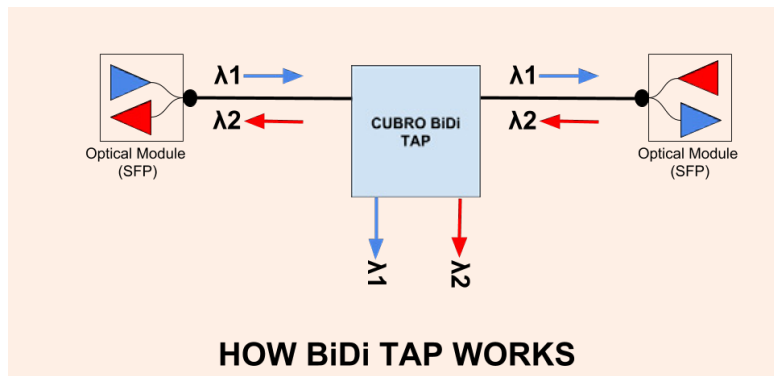 λ1
λ1
CUBRO BiDi
TAP
λ2
λ2
Optical Module
(SFP)
Optical Module
(SFP)
λ1
λ2
HOW BiDi TAP WORKS